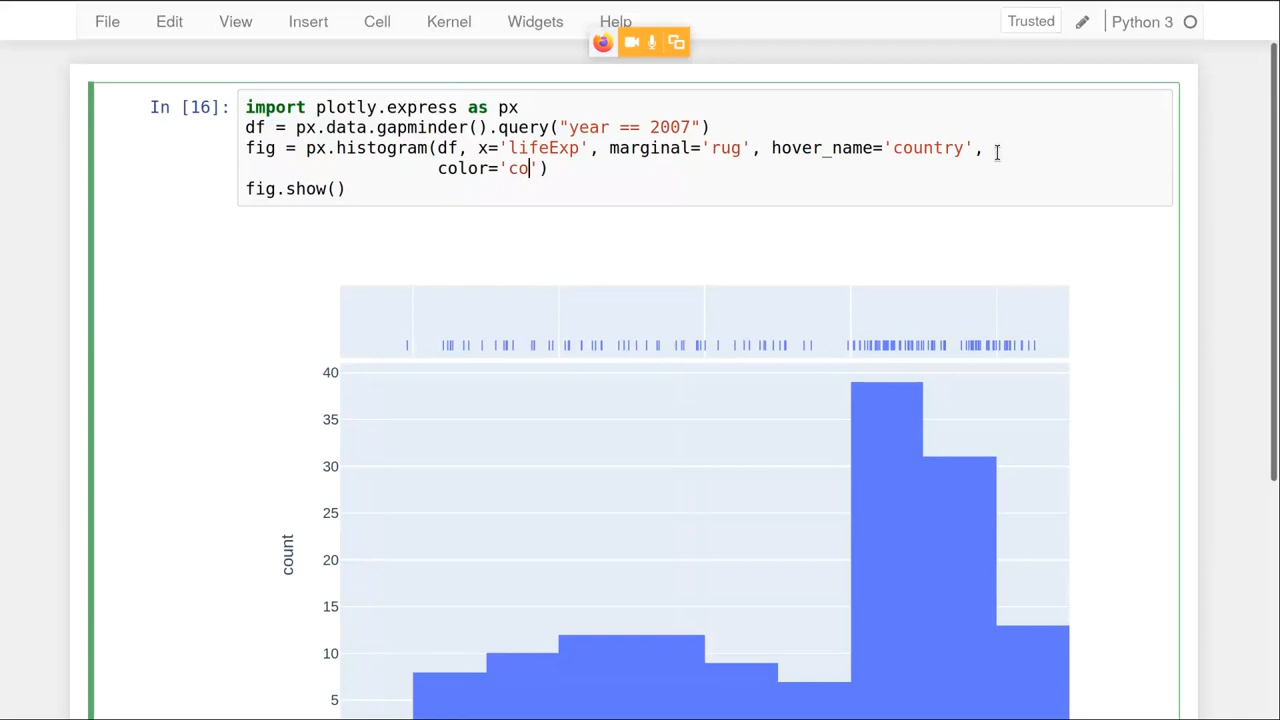 File Edit View Insert Cell Kernel Widgets Help Trusted Python 3
In [16]: import plotly.express as px
df = px.data.gapminder().query("year == 2007")
fig = px.histogram(df, x='lifeExp', marginal='rug', hover_name='country',
color='co')
fig.show()
40
35
30
25
20
15
10
5
count